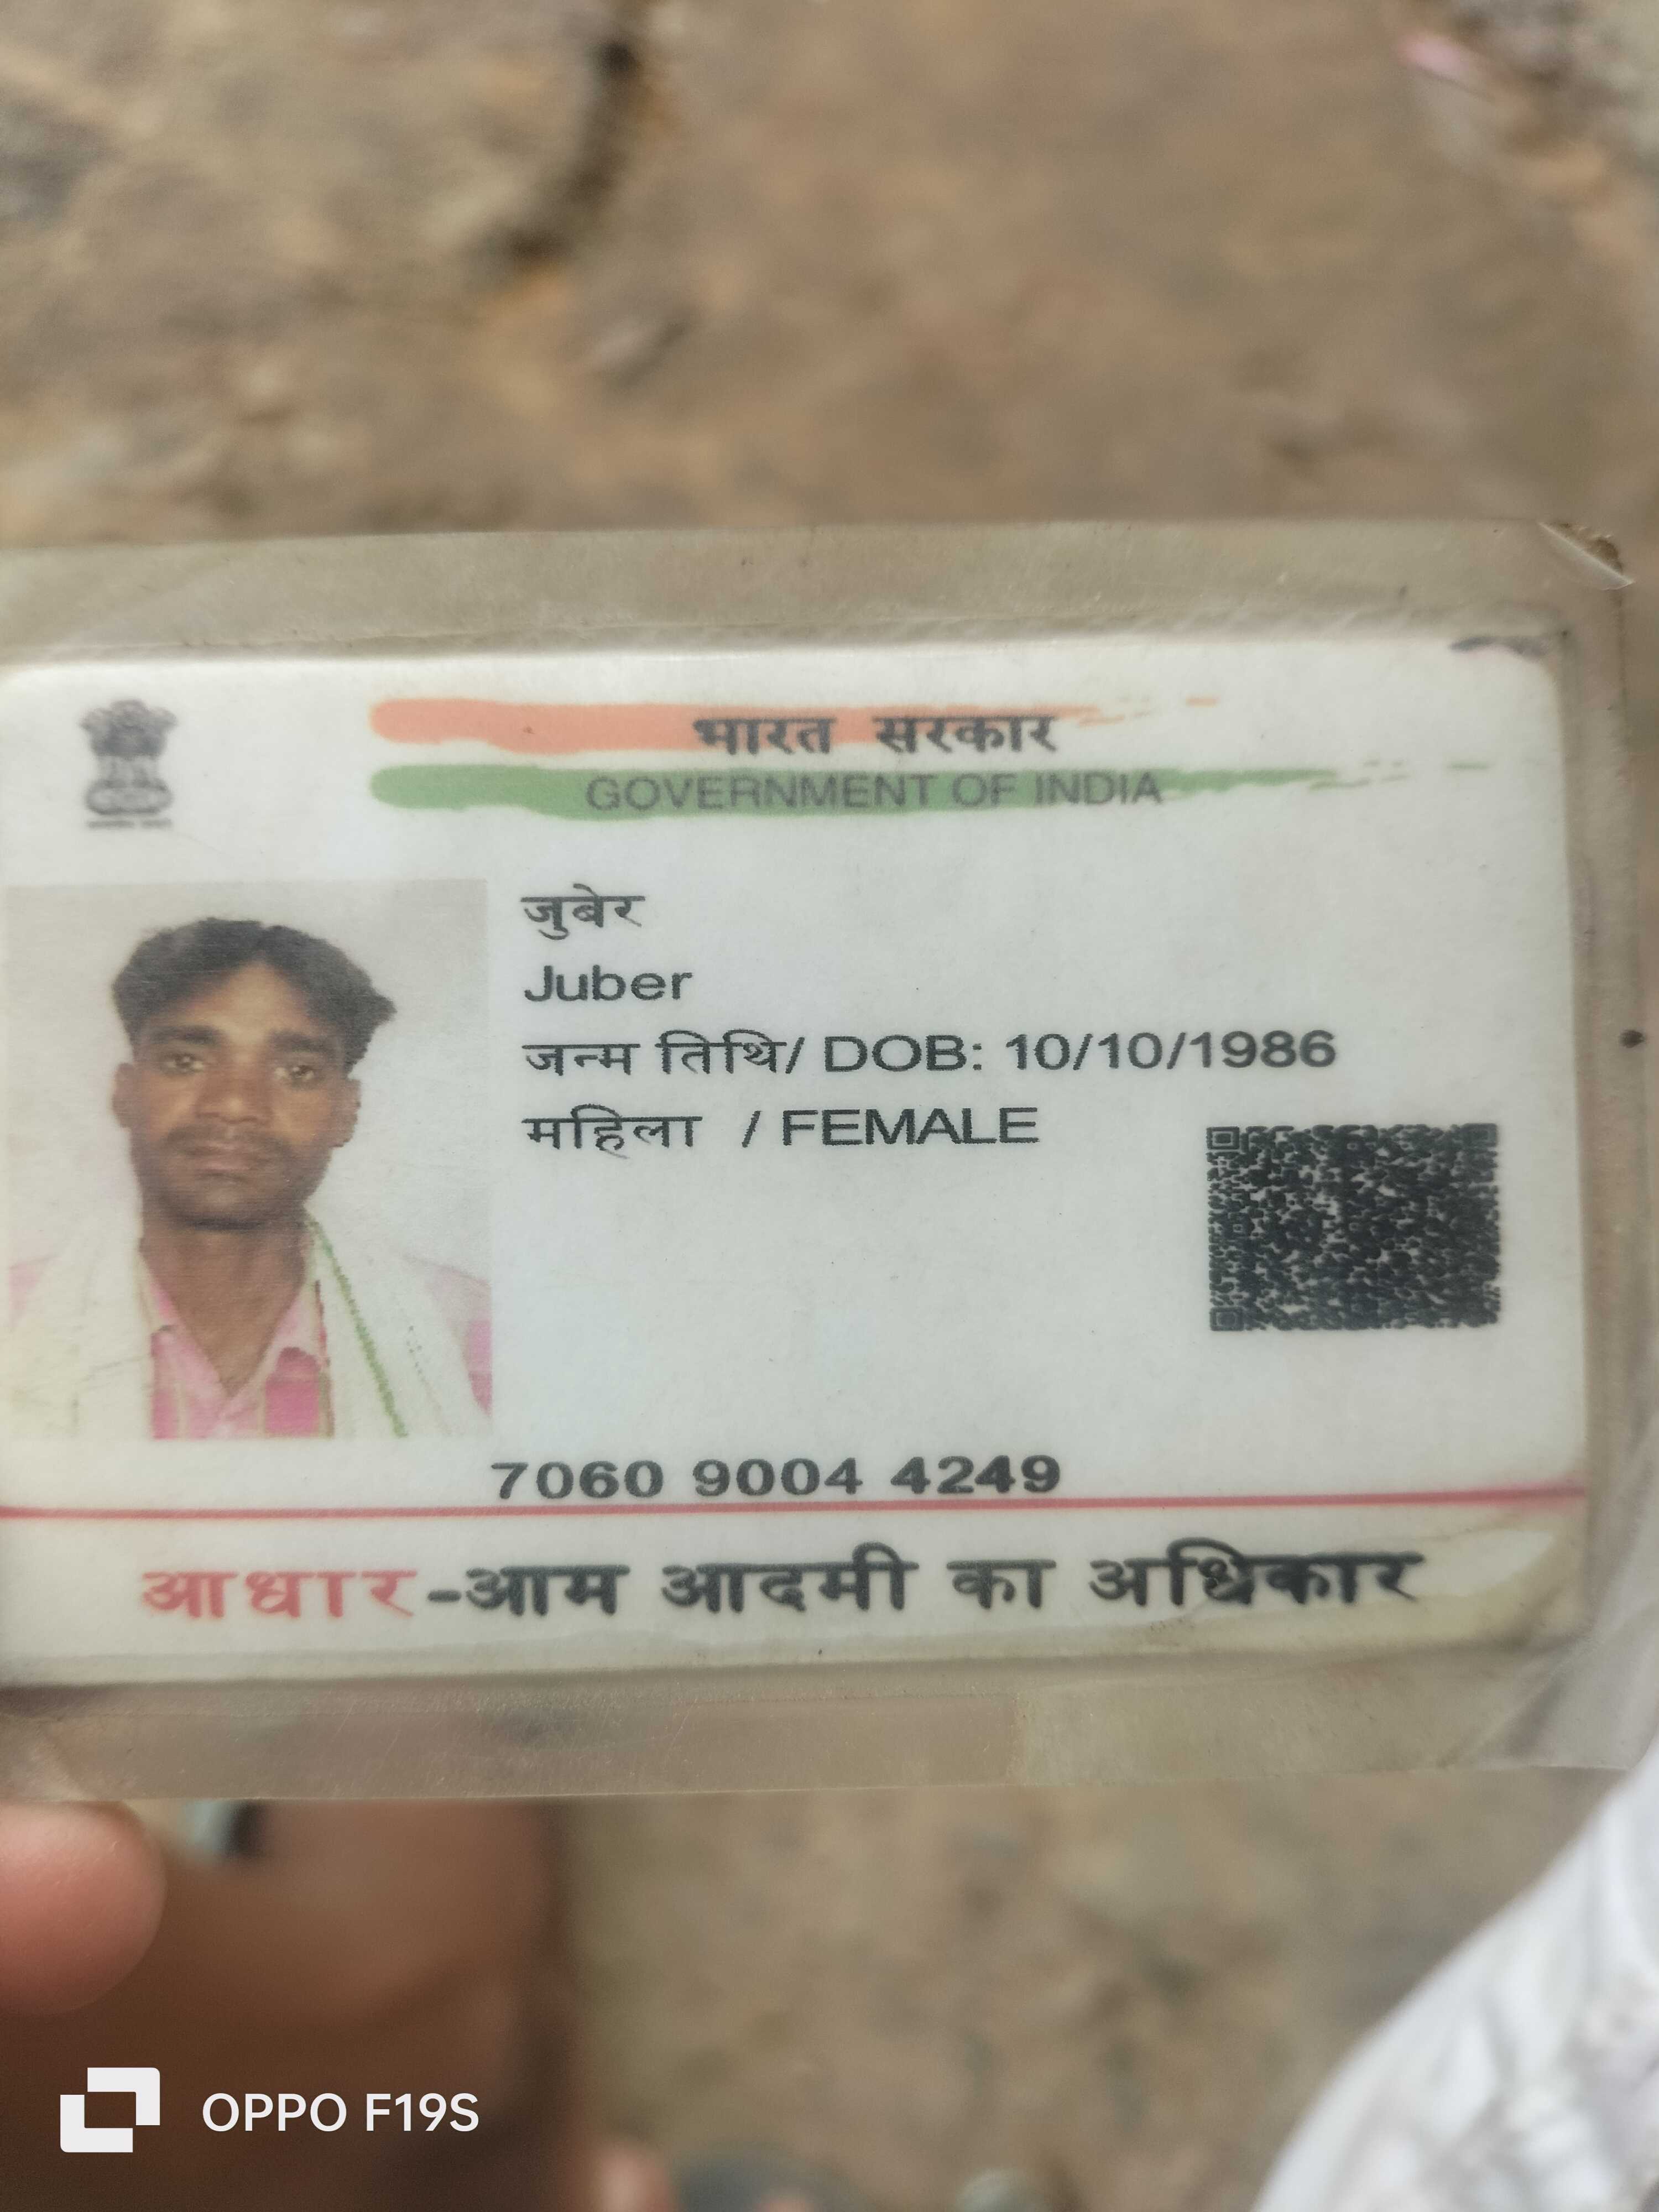 भारत सरकार
GOVERNMENT OF INDIA
जुबेर
Juber
जन्म तिथि/ DOB: 10/10/1986
महिला / FEMALE
7060 9004 4249
आधार-आम आदमी का अधिकार
OPPO F19S